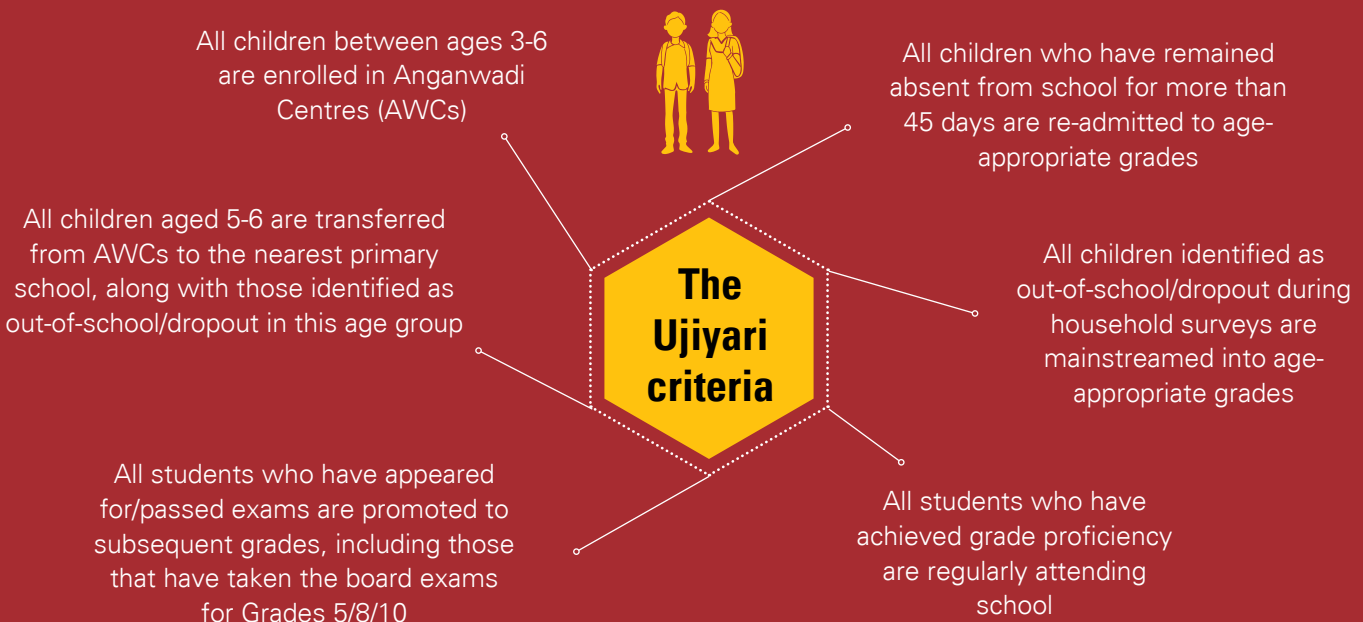 All children between ages 3-6
are enrolled in Anganwadi
Centres (AWCs)
All children who have remained
absent from school for more than
45 days are re-admitted to age-
appropriate grades
All children aged 5-6 are transferred
from AWCs to the nearest primary
school, along with those identified as
out-of-school/dropout in this age group
The
Ujiyari
criteria
All children identified as
out-of-school/dropout during
household surveys are
mainstreamed into age-
appropriate grades
All students who have appeared
for/passed exams are promoted to
subsequent grades, including those
that have taken the board exams
for Grades 5/8/10
All students who have
achieved grade proficiency
are regularly attending
school